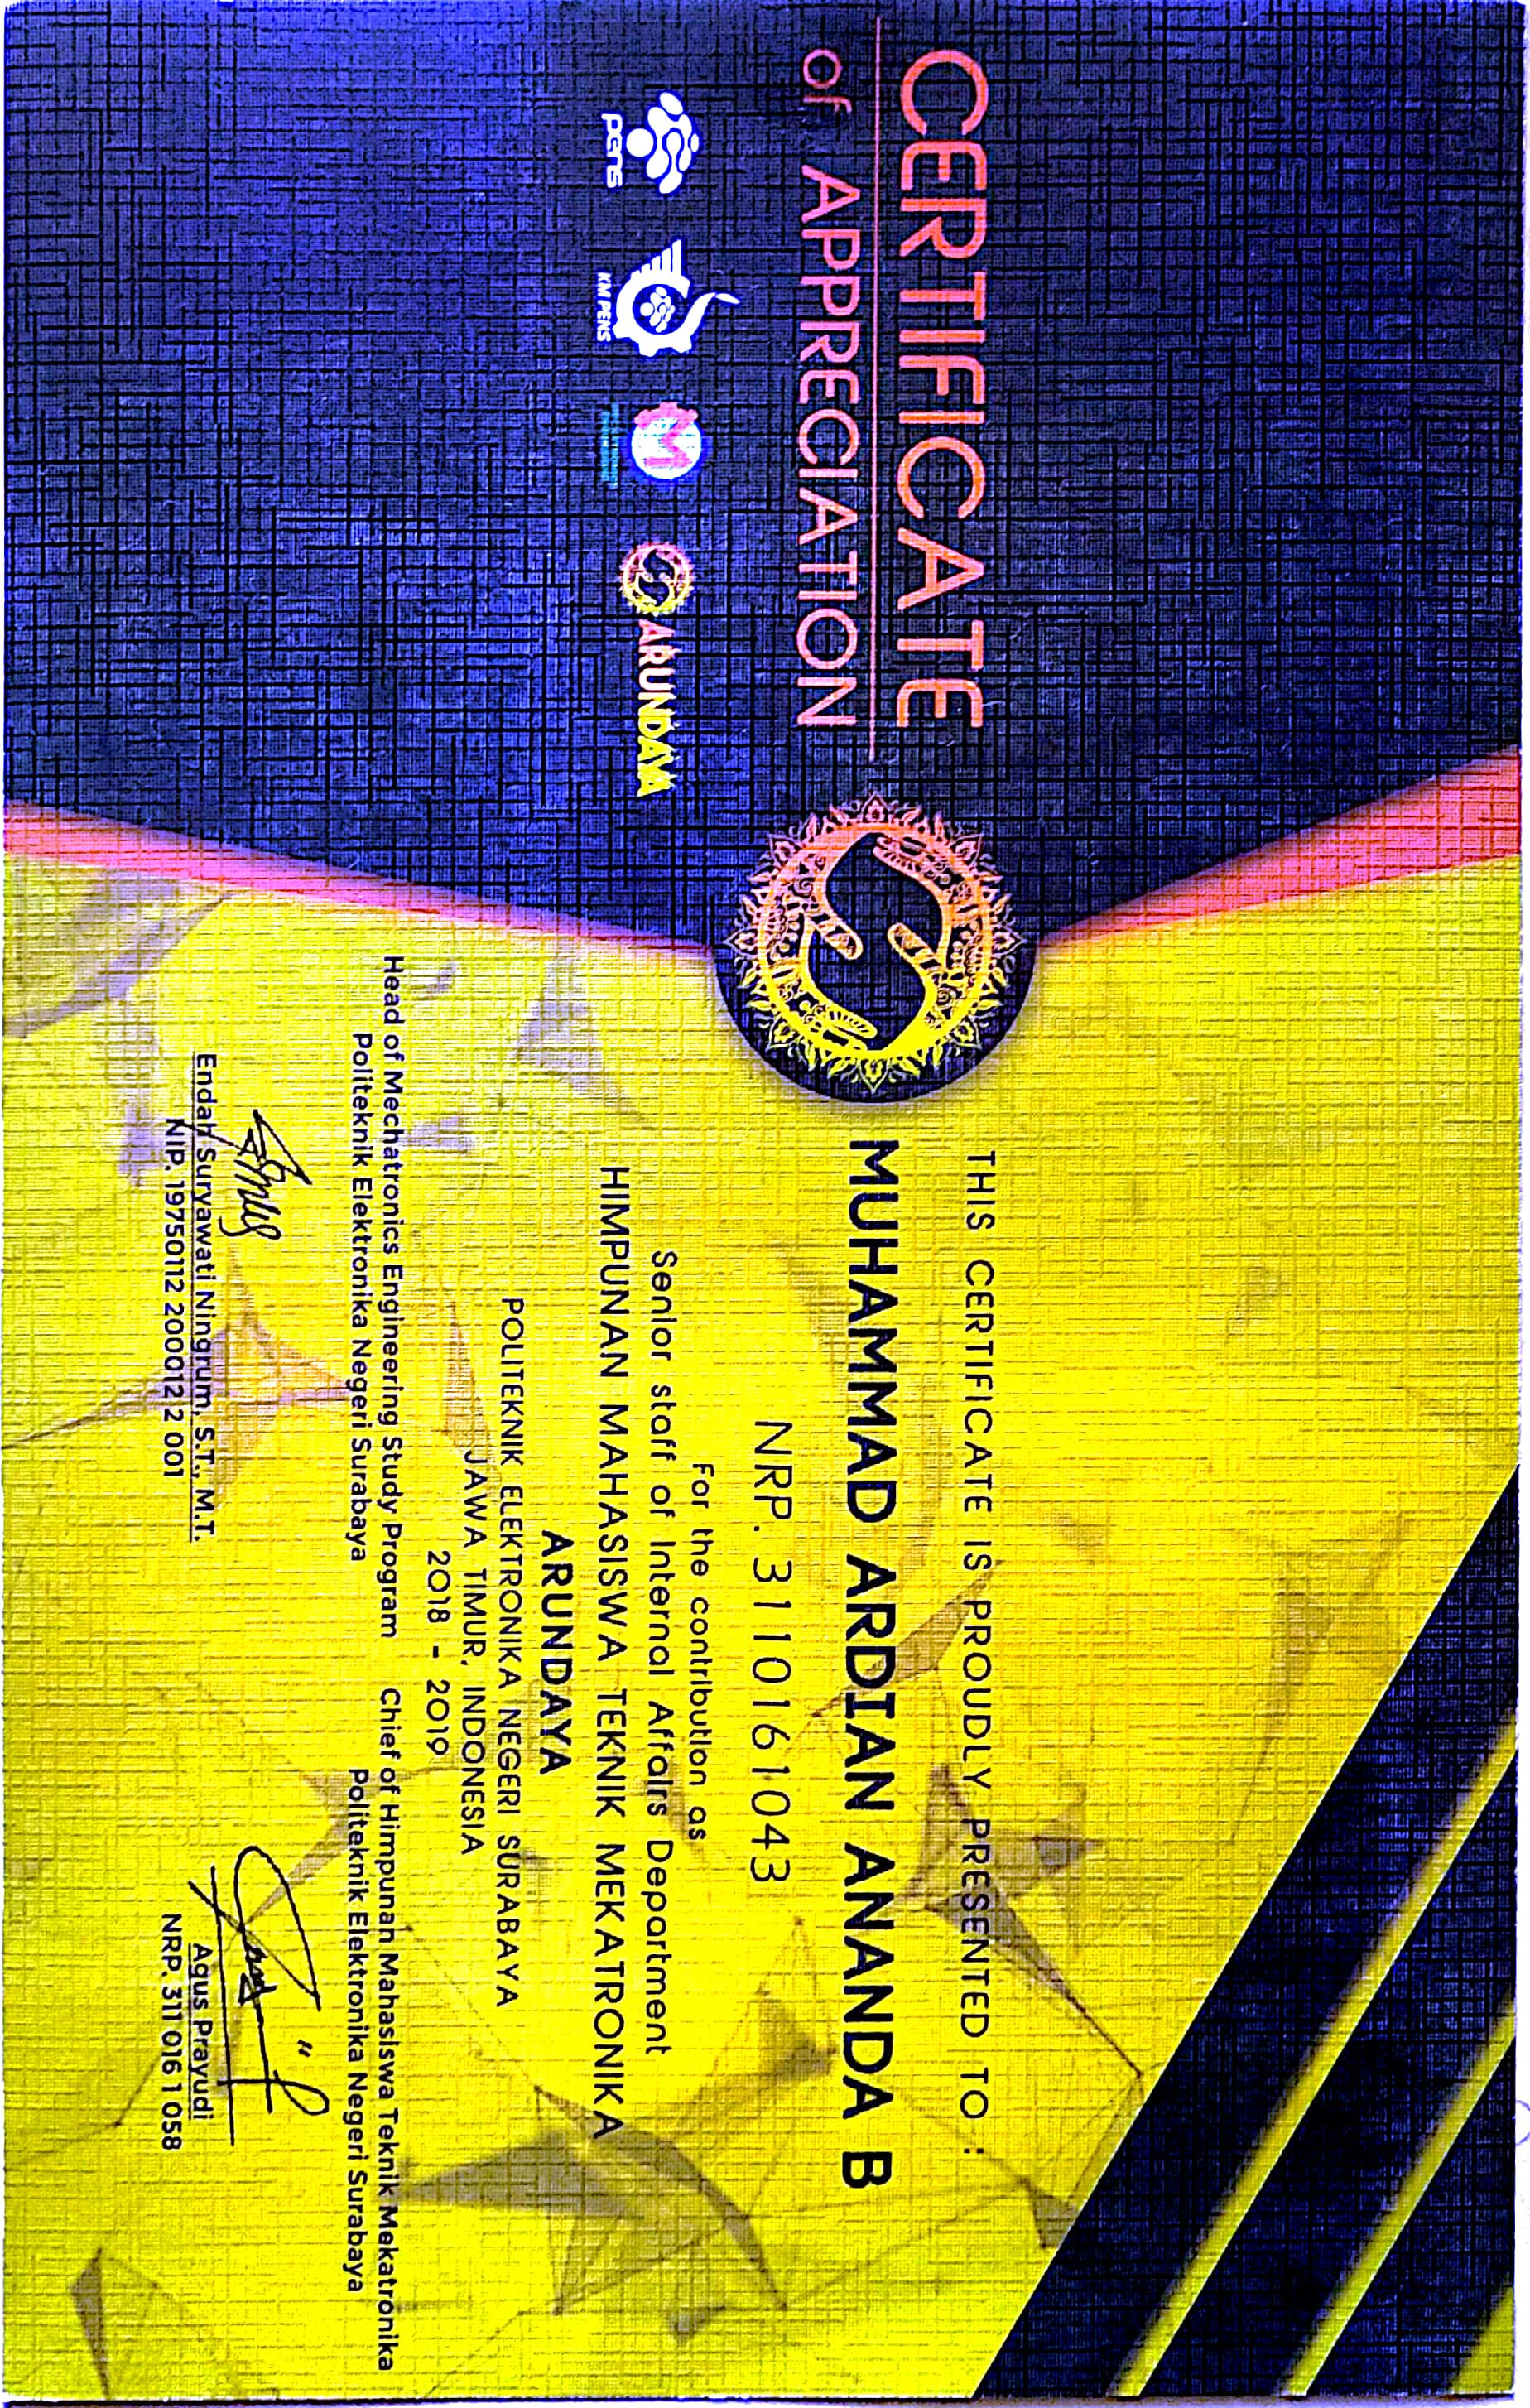 CERTIFICATE
of APPRECIATION
pens
KM PENS
M
ARUNDAYA
THIS CERTIFICATE IS PROUDLY PRESENTED TO :
MUHAMMAD ARDIAN ANANDA B
NRP. 3110161043
For the contribution as
Senior staff of Internal Affairs Department
HIMPUNAN MAHASISWA TEKNIK MEKATRONIKA
ARUNDAYA
POLITEKNIK ELEKTRONIKA NEGERI SURABAYA
JAWA TIMUR, INDONESIA
2018 - 2019
Head of Mechatronics Engineering Study Program
Politeknik Elektronika Negeri Surabaya
Endah Suryawati Ningrum, S.T., M.T.
NIP. 19750112 200012 2 001
Chief of Himpunan Mahasiswa Teknik Mekatronika
Politeknik Elektronika Negeri Surabaya
Agus Prayudi
NRP. 311 016 1 058